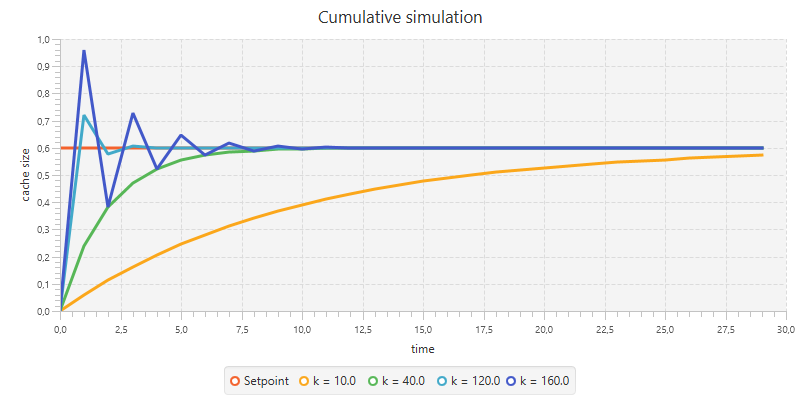 Cumulative simulation
cache size
1,0
0,9
0,8
0,7
0,6
0,5
0,4
0,3
0,2
0,1
0,0
0,0 2,5 5,0 7,5 10,0 12,5 15,0 17,5 20,0 22,5 25,0 27,5 30,0
time
Setpoint k = 10.0 k = 40.0 k = 120.0 k = 160.0